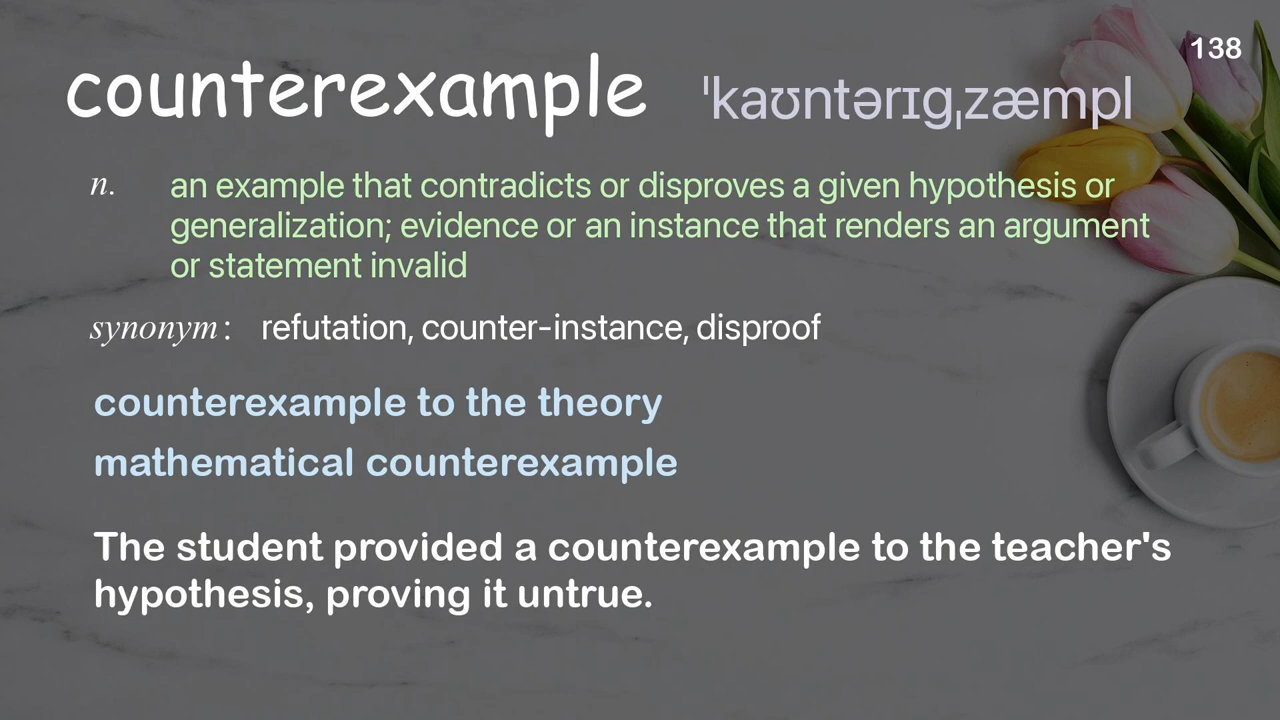 138
counterexample ˈkaʊntərɪgˌzæmpl
n. an example that contradicts or disproves a given hypothesis or
generalization; evidence or an instance that renders an argument
or statement invalid
synonym: refutation, counter-instance, disproof
counterexample to the theory
mathematical counterexample
The student provided a counterexample to the teacher's
hypothesis, proving it untrue.